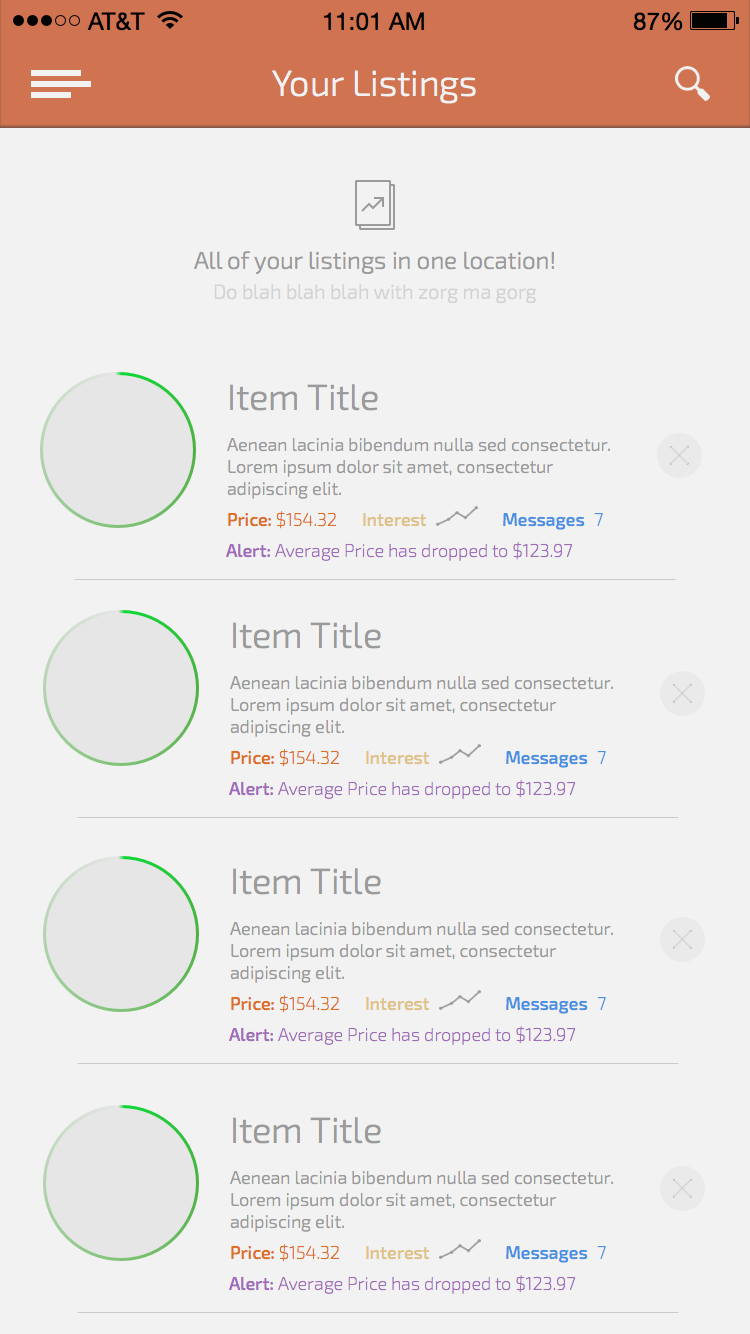 AT&T 11:01 AM 87%
Your Listings
All of your listings in one location!
Do blah blah blah with zorg ma gorg
Item Title
Aenean lacinia bibendum nulla sed consectetur.
Lorem ipsum dolor sit amet, consectetur
adipiscing elit.
Price: $154.32 Interest Messages 7
Alert: Average Price has dropped to $123.97
Item Title
Aenean lacinia bibendum nulla sed consectetur.
Lorem ipsum dolor sit amet, consectetur
adipiscing elit.
Price: $154.32 Interest Messages 7
Alert: Average Price has dropped to $123.97
Item Title
Aenean lacinia bibendum nulla sed consectetur.
Lorem ipsum dolor sit amet, consectetur
adipiscing elit.
Price: $154.32 Interest Messages 7
Alert: Average Price has dropped to $123.97
Item Title
Aenean lacinia bibendum nulla sed consectetur.
Lorem ipsum dolor sit amet, consectetur
adipiscing elit.
Price: $154.32 Interest Messages 7
Alert: Average Price has dropped to $123.97